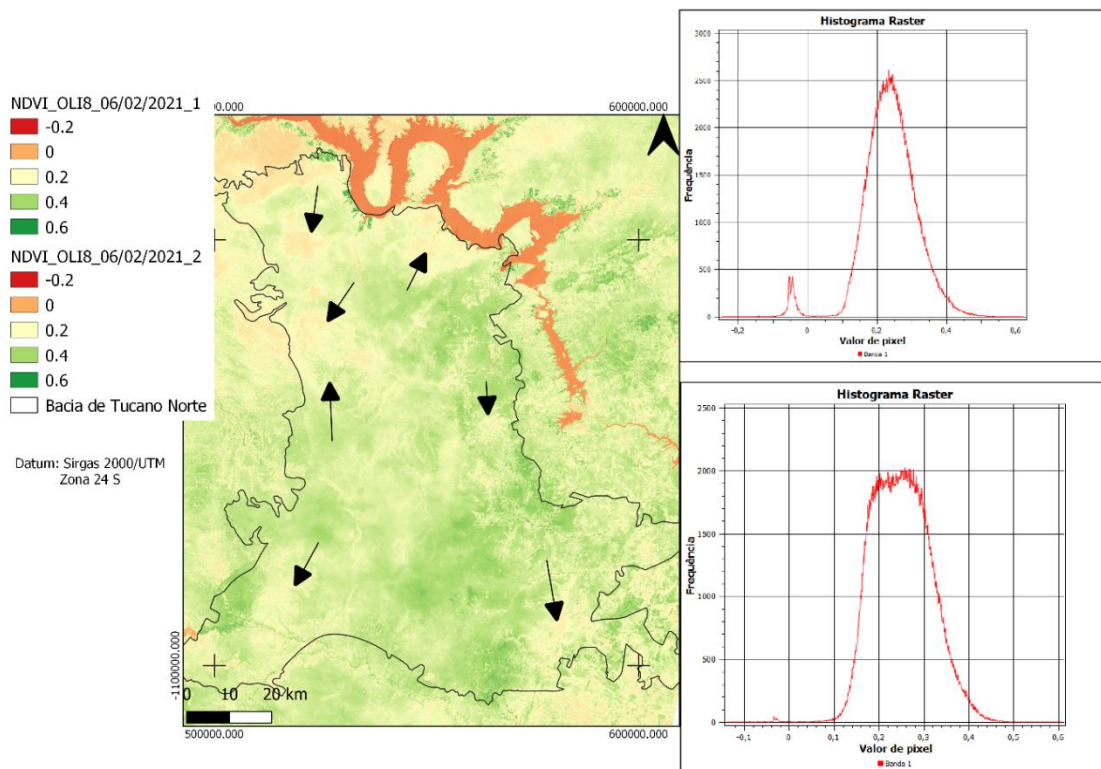 NDVI_OLI8_06/02/2021_1
-0.2
0
0.2
0.4
0.6
NDVI_OLI8_06/02/2021_2
-0.2
0
0.2
0.4
0.6
Bacia de Tucano Norte
Datum: Sirgas 2000/UTM
Zona 24 S
00000.000
600000.000
-1100000.000
10 0 10 20 km
500000.000
600000.000
Histograma Raster
Frequência
3000
2500
2000
1500
1000
500
0
-0,2 0 0,2 0,4 0,6
Valor de pixel
Banda 1
Histograma Raster
Frequência
2500
2000
1500
1000
500
0
-0,1 0 0,1 0,2 0,3 0,4 0,5 0,6
Valor de pixel
Banda 1